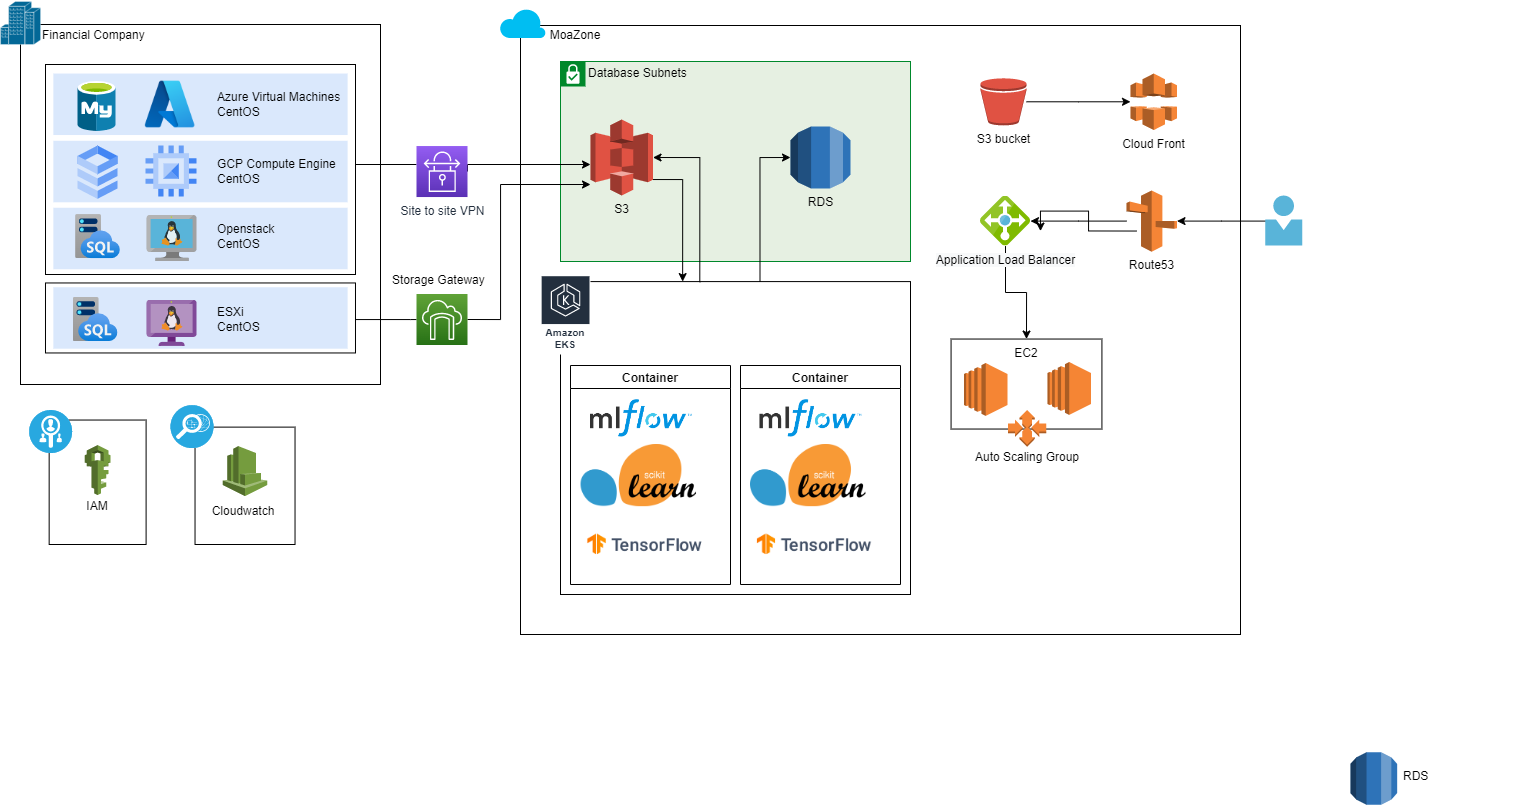 Financial Company
My
Azure Virtual Machines
CentOS
GCP Compute Engine
CentOS
SQL
Openstack
CentOS
SQL
ESXi
CentOS
IAM
Cloudwatch
Site to site VPN
Storage Gateway
MoaZone
Database Subnets
S3
RDS
K
Amazon
EKS
Container
mlflow™
scikit
learn
TensorFlow
Container
mlflow™
scikit
learn
TensorFlow
S3 bucket
Cloud Front
Application Load Balancer
Route53
EC2
Auto Scaling Group
RDS